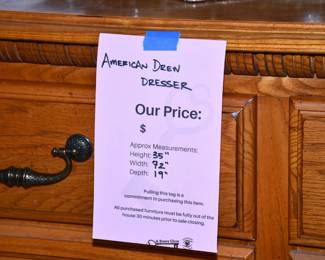 AMERICAN DREW
DRESSER
Our Price:
$
Approx Measurements:
Height: 35"
Width: 72"
Depth: 19"
Pulling this tag is a
commitment to purchasing this item.
All purchased furniture must be fully out of the
house 30 minutes prior to sale closing.